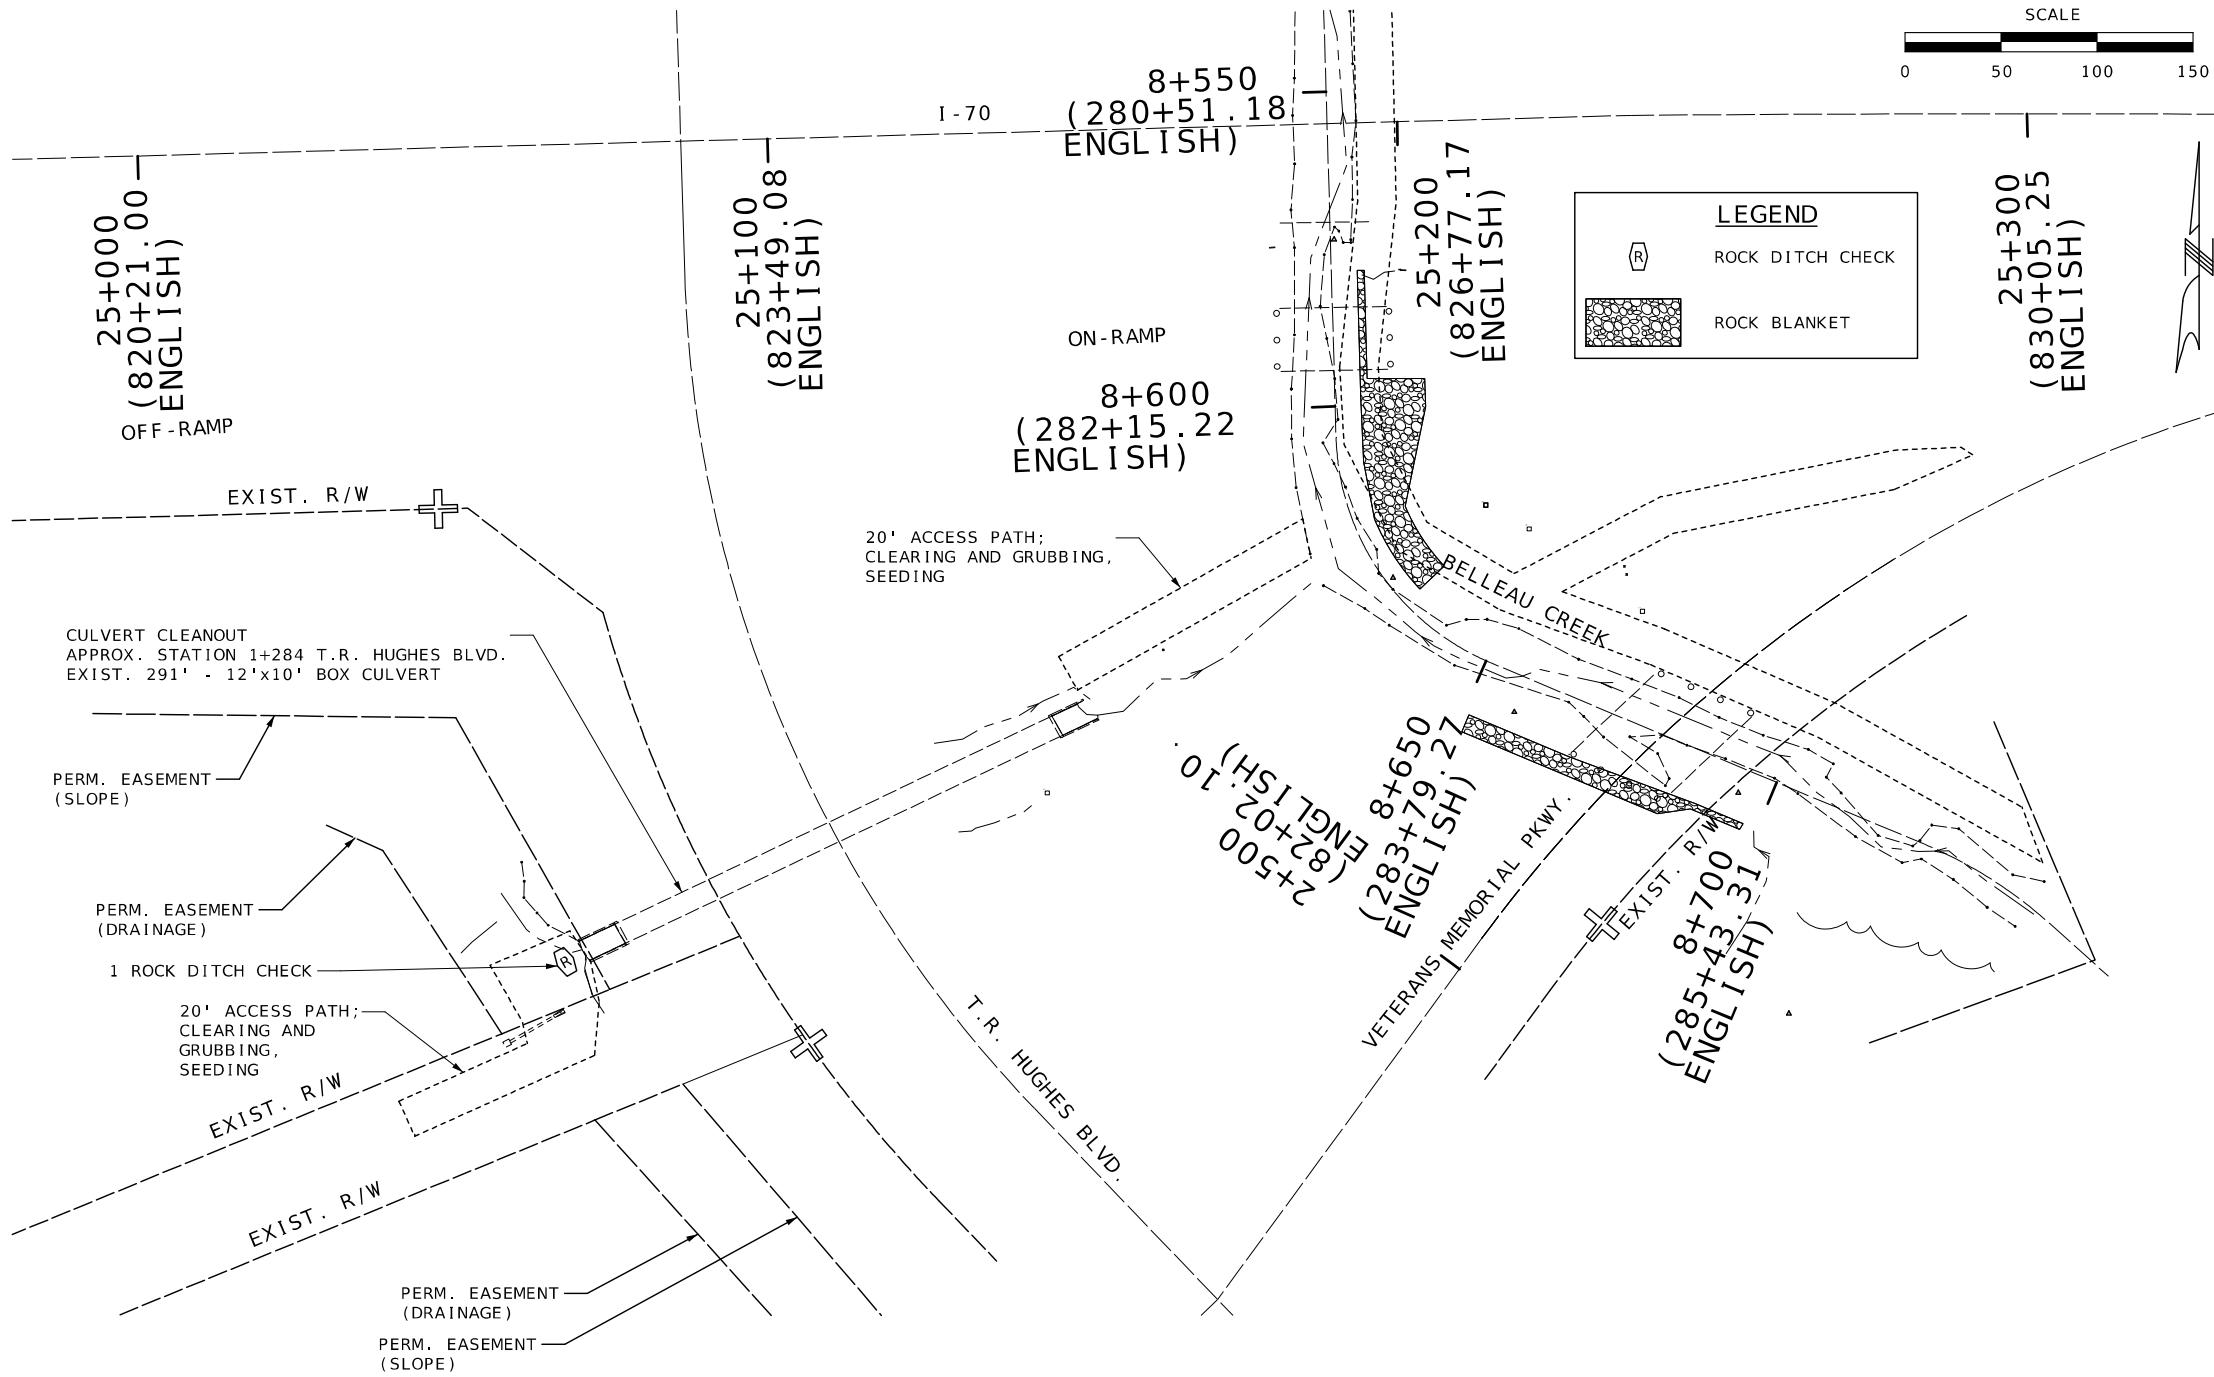 SCALE
0 50 100 150
I-70
8+550
(280+51.18
ENGLISH)
25+000
(820+21.00
ENGLISH)
25+100
(823+49.08
ENGLISH)
25+200
(826+77.17
ENGLISH)
25+300
(830+05.25
ENGLISH)
LEGEND
R
ROCK DITCH CHECK
ROCK BLANKET
ON-RAMP
8+600
(282+15.22
ENGLISH)
OFF-RAMP
EXIST. R/W
20' ACCESS PATH;
CLEARING AND GRUBBING,
SEEDING
BELLEAU CREEK
CULVERT CLEANOUT
APPROX. STATION 1+284 T.R. HUGHES BLVD.
EXIST. 291' - 12'x10' BOX CULVERT
PERM. EASEMENT
(SLOPE)
PERM. EASEMENT
(DRAINAGE)
1 ROCK DITCH CHECK
R
20' ACCESS PATH;
CLEARING AND
GRUBBING,
SEEDING
2+500
(82+02.10
ENGLISH)
8+650
(283+79.27
ENGLISH)
VETERANS MEMORIAL PKWY.
EXIST. R/W
8+700
(285+43.31
ENGLISH)
T.R. HUGHES BLVD.
EXIST. R/W
EXIST. R/W
PERM. EASEMENT
(DRAINAGE)
PERM. EASEMENT
(SLOPE)